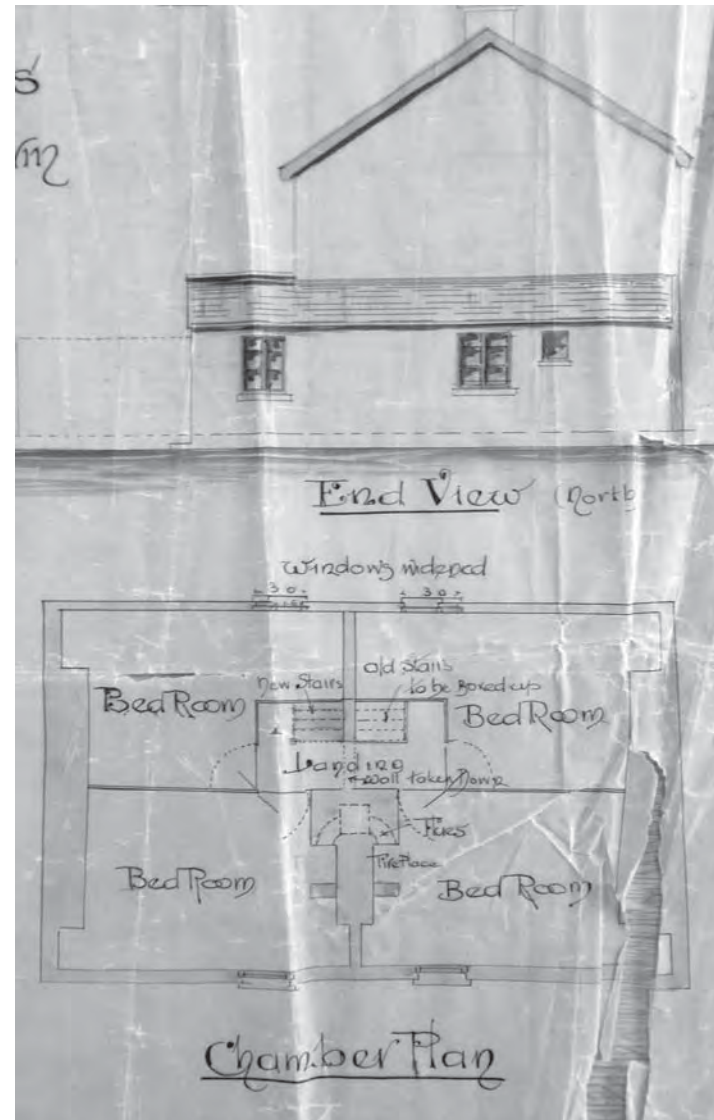 s
m
End View (North
Windows widened
3 0
3 0
New Stairs
old Stairs
to be Boxed up
Bed Room
Bed Room
Landing
Wall taken Down
Flues
Fire Place
Bed Room
Bed Room
Chamber Plan